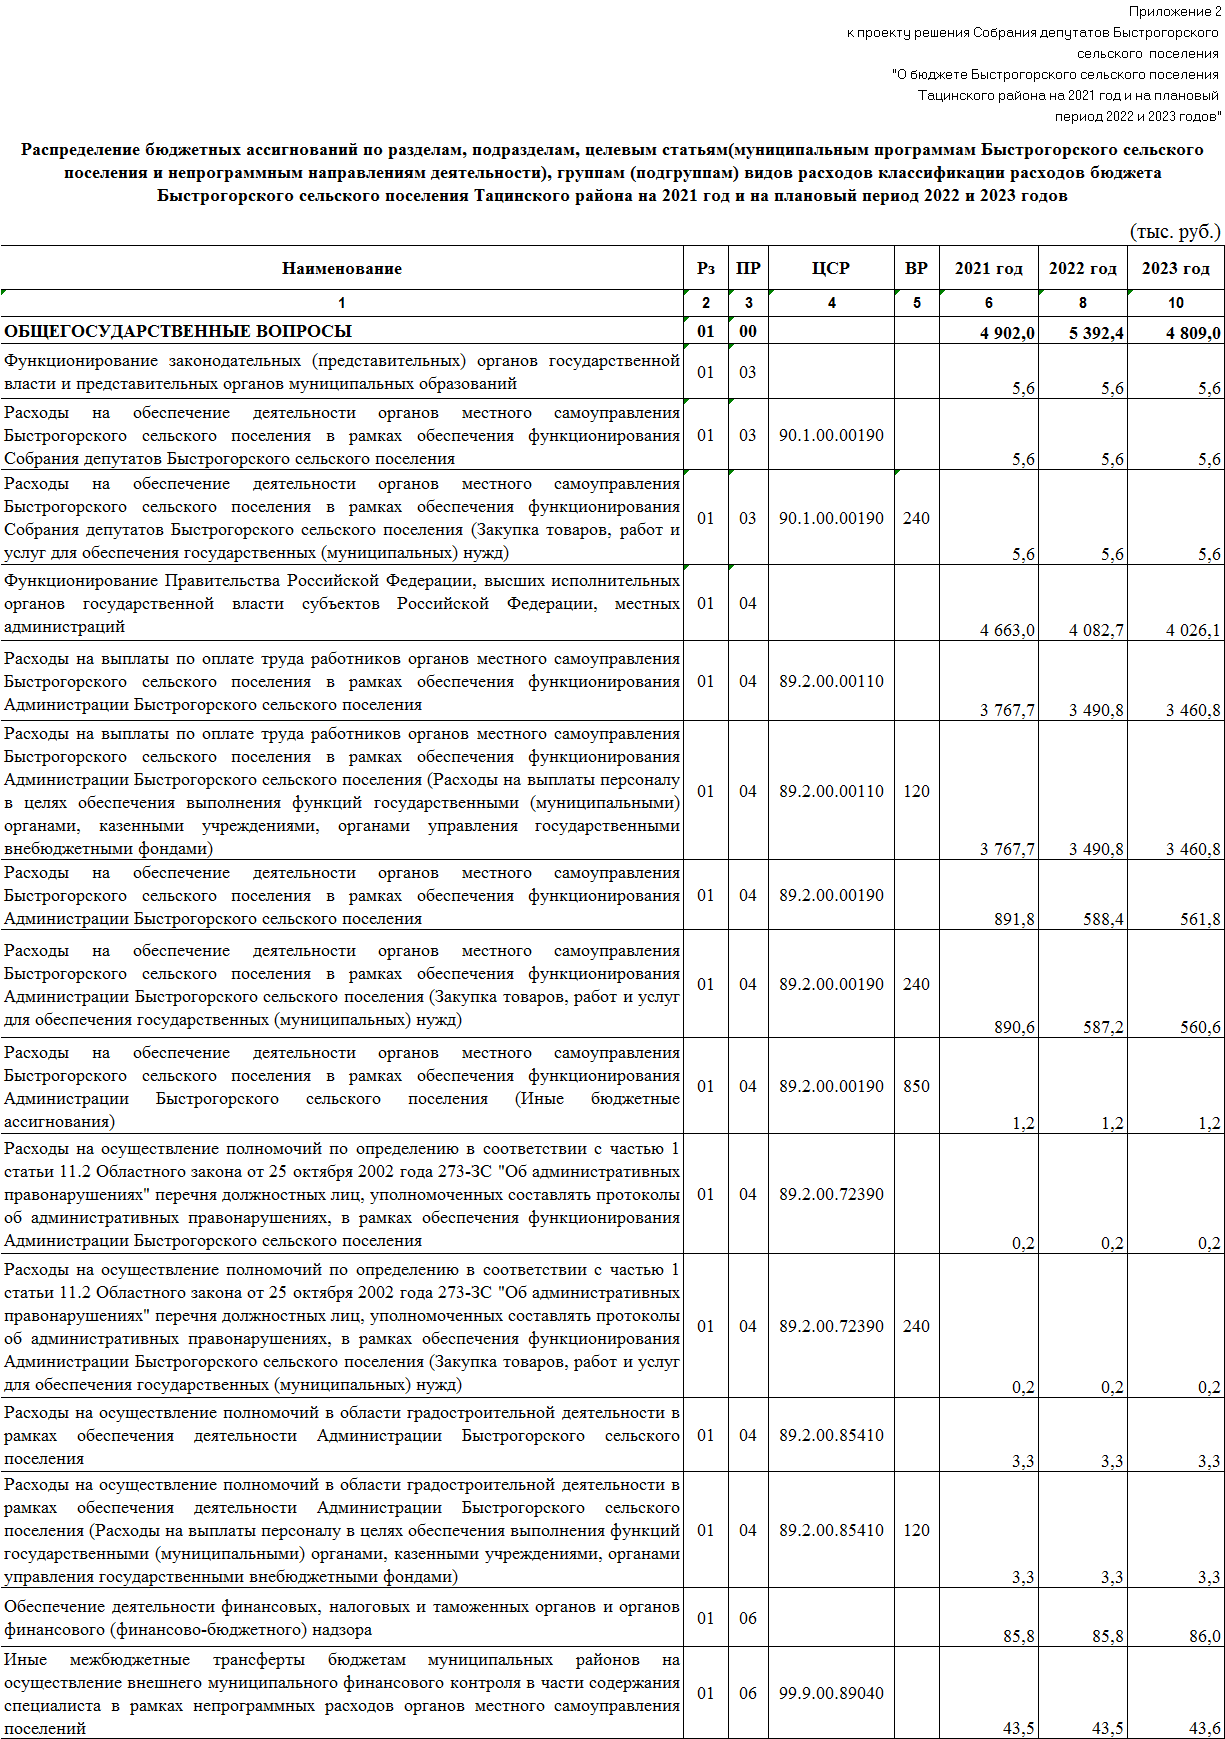 Приложение 2
к проекту решения Собрания депутатов Быстрогорского
сельского поселения
"О бюджете Быстрогорского сельского поселения
Тацинского района на 2021 год и на плановый
период 2022 и 2023 годов"
Распределение бюджетных ассигнований по разделам, подразделам, целевым статьям(муниципальным программам Быстрогорского сельского
поселения и непрограммным направлениям деятельности), группам (подгруппам) видов расходов классификации расходов бюджета
Быстрогорского сельского поселения Тацинского района на 2021 год и на плановый период 2022 и 2023 годов
(тыс. руб.)
Наименование Рз ПР ЦСР ВР 2021 год 2022 год 2023 год
1 2 3 4 5 6 8 10
ОБЩЕГОСУДАРСТВЕННЫЕ ВОПРОСЫ 01 00 4 902,0 5 392,4 4 809,0
Функционирование законодательных (представительных) органов государственной
власти и представительных органов муниципальных образований 01 03 5,6 5,6 5,6
Расходы на обеспечение деятельности органов местного самоуправления
Быстрогорского сельского поселения в рамках обеспечения функционирования
Собрания депутатов Быстрогорского сельского поселения 01 03 90.1.00.00190 5,6 5,6 5,6
Расходы на обеспечение деятельности органов местного самоуправления
Быстрогорского сельского поселения в рамках обеспечения функционирования
Собрания депутатов Быстрогорского сельского поселения (Закупка товаров, работ и
услуг для обеспечения государственных (муниципальных) нужд) 01 03 90.1.00.00190 240 5,6 5,6 5,6
Функционирование Правительства Российской Федерации, высших исполнительных
органов государственной власти субъектов Российской Федерации, местных
администраций 01 04 4 663,0 4 082,7 4 026,1
Расходы на выплаты по оплате труда работников органов местного самоуправления
Быстрогорского сельского поселения в рамках обеспечения функционирования
Администрации Быстрогорского сельского поселения 01 04 89.2.00.00110 3 767,7 3 490,8 3 460,8
Расходы на выплаты по оплате труда работников органов местного самоуправления
Быстрогорского сельского поселения в рамках обеспечения функционирования
Администрации Быстрогорского сельского поселения (Расходы на выплаты персоналу
в целях обеспечения выполнения функций государственными (муниципальными)
органами, казенными учреждениями, органами управления государственными
внебюджетными фондами) 01 04 89.2.00.00110 120 3 767,7 3 490,8 3 460,8
Расходы на обеспечение деятельности органов местного самоуправления
Быстрогорского сельского поселения в рамках обеспечения функционирования
Администрации Быстрогорского сельского поселения 01 04 89.2.00.00190 891,8 588,4 561,8
Расходы на обеспечение деятельности органов местного самоуправления
Быстрогорского сельского поселения в рамках обеспечения функционирования
Администрации Быстрогорского сельского поселения (Закупка товаров, работ и услуг
для обеспечения государственных (муниципальных) нужд) 01 04 89.2.00.00190 240 890,6 587,2 560,6
Расходы на обеспечение деятельности органов местного самоуправления
Быстрогорского сельского поселения в рамках обеспечения функционирования
Администрации Быстрогорского сельского поселения (Иные бюджетные
ассигнования) 01 04 89.2.00.00190 850 1,2 1,2 1,2
Расходы на осуществление полномочий по определению в соответствии с частью 1
статьи 11.2 Областного закона от 25 октября 2002 года 273-ЗС "Об административных
правонарушениях" перечня должностных лиц, уполномоченных составлять протоколы
об административных правонарушениях, в рамках обеспечения функционирования
Администрации Быстрогорского сельского поселения 01 04 89.2.00.72390 0,2 0,2 0,2
Расходы на осуществление полномочий по определению в соответствии с частью 1
статьи 11.2 Областного закона от 25 октября 2002 года 273-ЗС "Об административных
правонарушениях" перечня должностных лиц, уполномоченных составлять протоколы
об административных правонарушениях, в рамках обеспечения функционирования
Администрации Быстрогорского сельского поселения (Закупка товаров, работ и услуг
для обеспечения государственных (муниципальных) нужд) 01 04 89.2.00.72390 240 0,2 0,2 0,2
Расходы на осуществление полномочий в области градостроительной деятельности в
рамках обеспечения деятельности Администрации Быстрогорского сельского
поселения 01 04 89.2.00.85410 3,3 3,3 3,3
Расходы на осуществление полномочий в области градостроительной деятельности в
рамках обеспечения деятельности Администрации Быстрогорского сельского
поселения (Расходы на выплаты персоналу в целях обеспечения выполнения функций
государственными (муниципальными) органами, казенными учреждениями, органами
управления государственными внебюджетными фондами) 01 04 89.2.00.85410 120 3,3 3,3 3,3
Обеспечение деятельности финансовых, налоговых и таможенных органов и органов
финансового (финансово-бюджетного) надзора 01 06 85,8 85,8 86,0
Иные межбюджетные трансферты бюджетам муниципальных районов на
осуществление внешнего муниципального финансового контроля в части содержания
специалиста в рамках непрограммных расходов органов местного самоуправления
поселений 01 06 99.9.00.89040 43,5 43,5 43,6